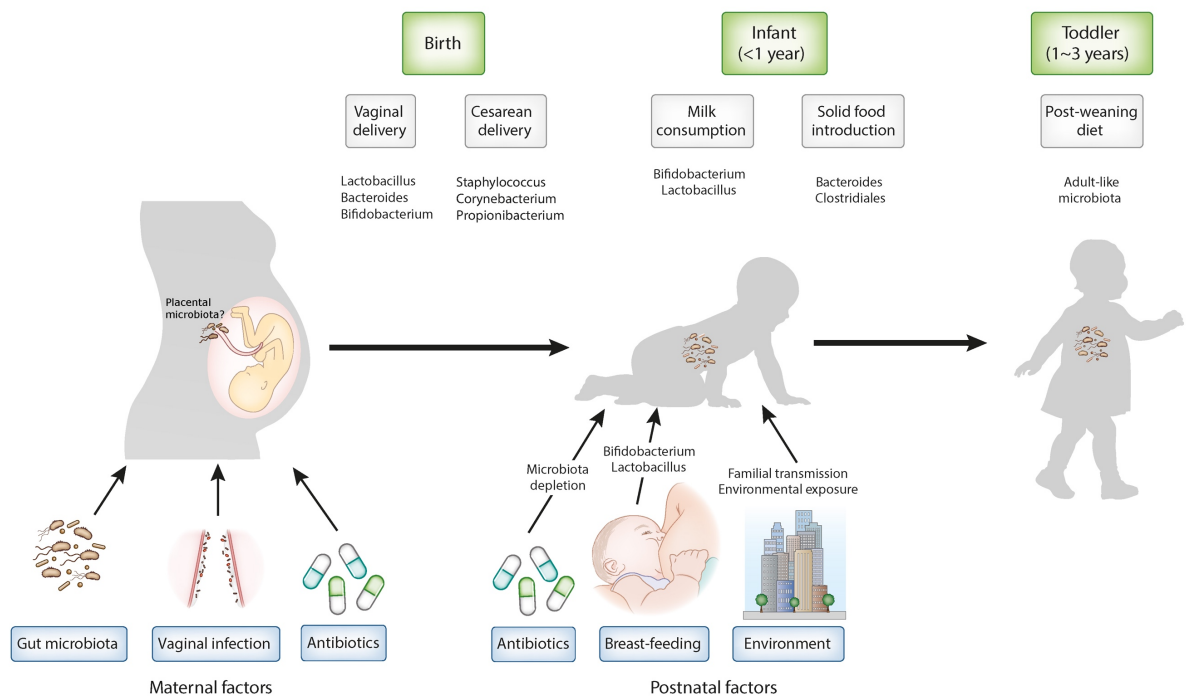 Birth
Infant
(<1 year)
Toddler
(1~3 years)
Vaginal
delivery
Cesarean
delivery
Milk
consumption
Solid food
introduction
Post-weaning
diet
Lactobacillus
Bacteroides
Bifidobacterium
Staphylococcus
Corynebacterium
Propionibacterium
Bifidobacterium
Lactobacillus
Bacteroides
Clostridiales
Adult-like
microbiota
Placental
microbiota?
Microbiota
depletion
Bifidobacterium
Lactobacillus
Familial transmission
Environmental exposure
Gut microbiota
Vaginal infection
Antibiotics
Antibiotics
Breast-feeding
Environment
Maternal factors
Postnatal factors